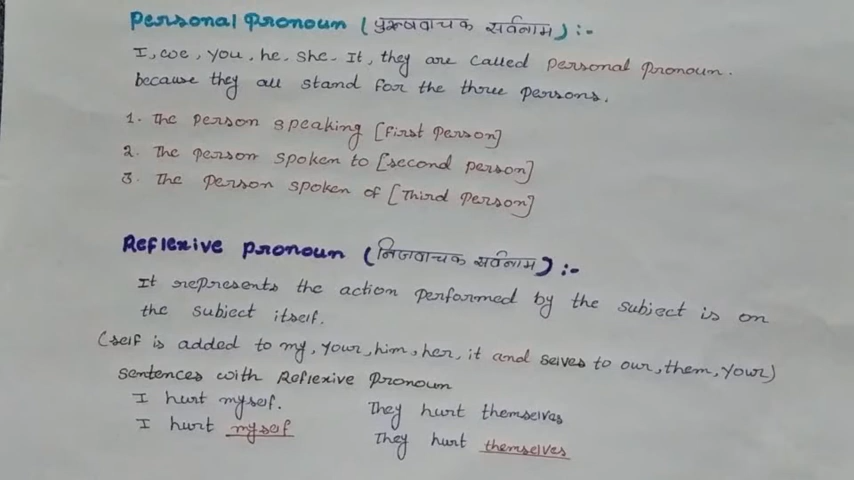 Personal Pronoun (पुरूषवाचक सर्वनाम) :-
I, we, you, he, she. It, they are called personal pronoun.
because they all stand for the three persons.
1. The person speaking [First Person]
2. The person spoken to [second person]
3. The person spoken of [Third Person]
Reflexive pronoun (निजवाचक सर्वनाम) :-
It represents the action performed by the subject is on
the subject itself.
(self is added to my, your, him, her, it and selves to our, them, your)
sentences with Reflexive Pronoun
I hurt myself. They hurt themselves
I hurt myself They hurt themselves